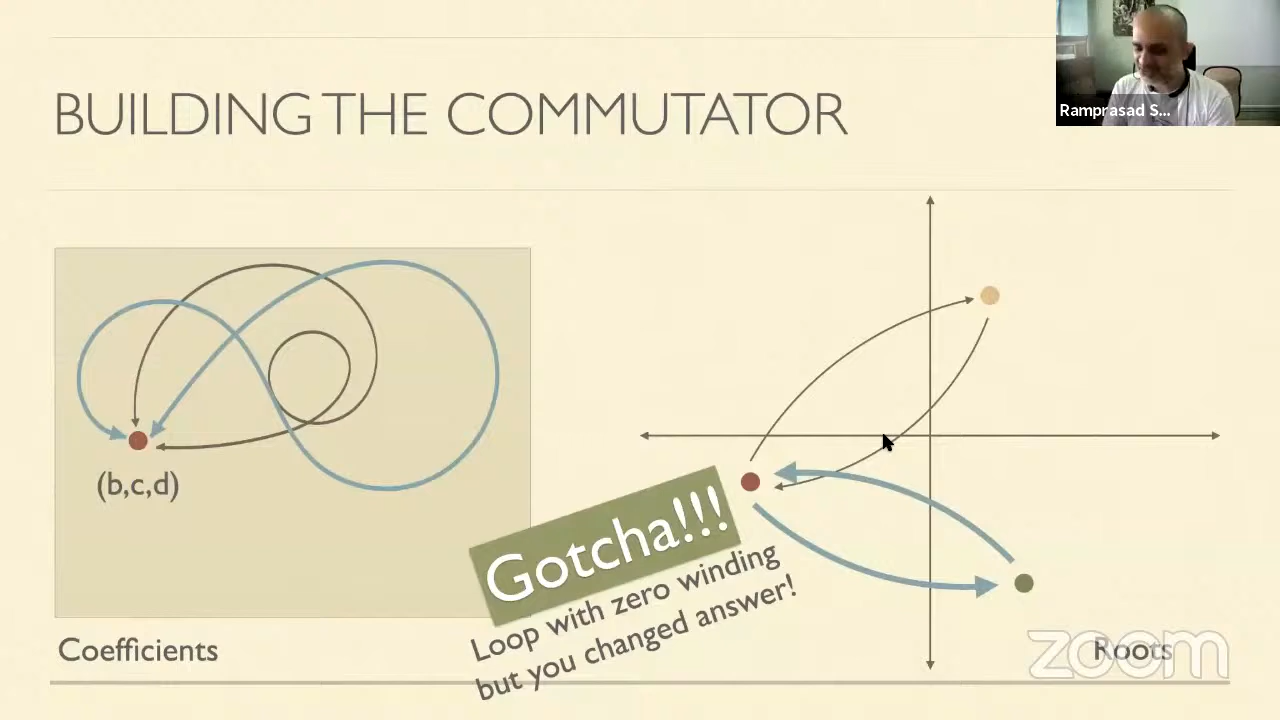 BUILDING THE COMMUTATOR
Ramprasad S...
(b,c,d)
Gotcha!!!
Loop with zero winding
but you changed answer!
Coefficients
Roots
zoom